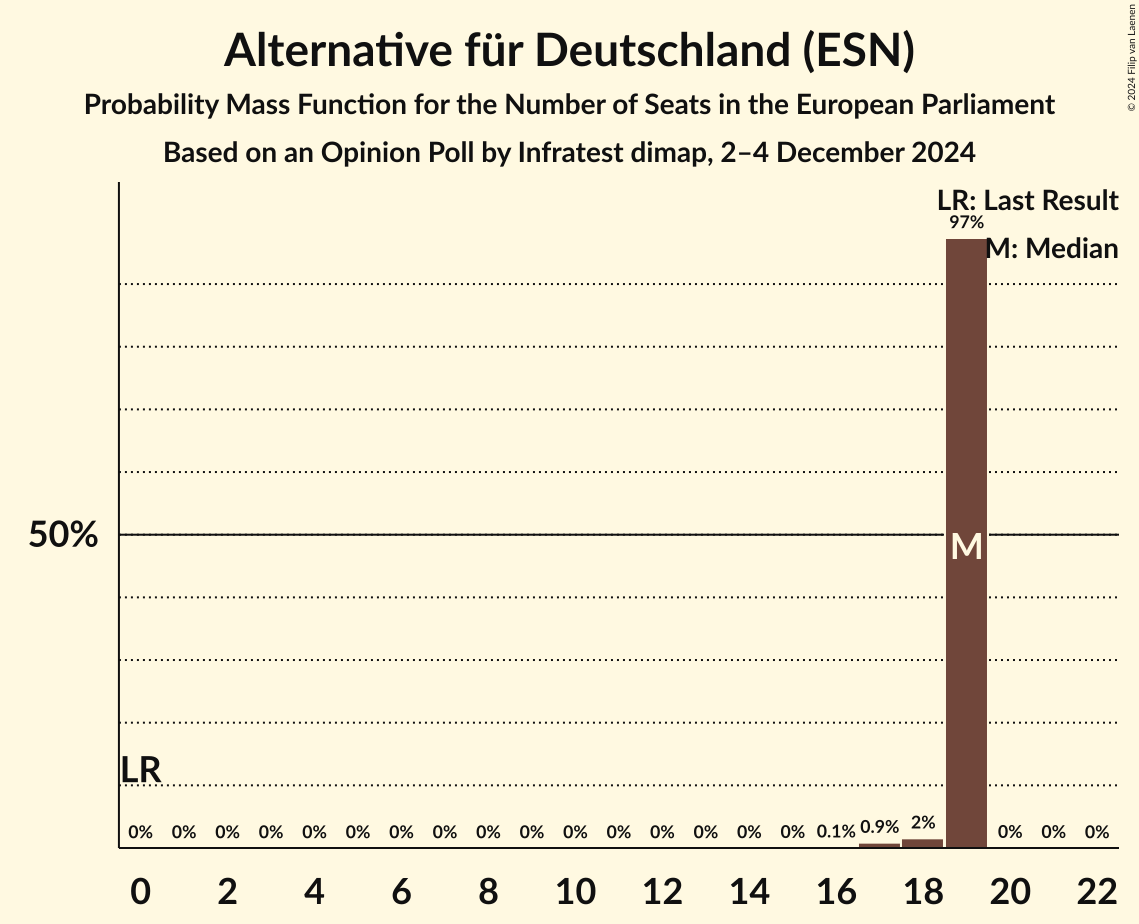 Alternative für Deutschland (ESN)
Probability Mass Function for the Number of Seats in the European Parliament
Based on an Opinion Poll by Infratest dimap, 2–4 December 2024
© 2024 Filip van Laenen
LR: Last Result
97%
M: Median
50%
M
LR
0% 0% 0% 0% 0% 0% 0% 0% 0% 0% 0% 0% 0% 0% 0% 0% 0.1% 0.9% 2% 0% 0% 0%
0 2 4 6 8 10 12 14 16 18 20 22